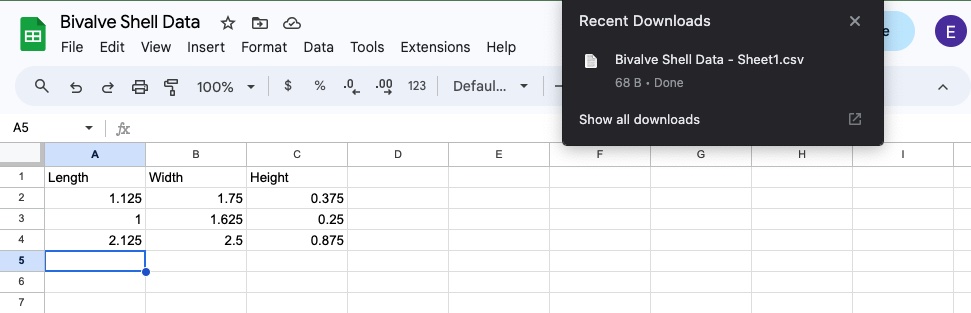 Bivalve Shell Data
File Edit View Insert Format Data Tools Extensions Help
Recent Downloads
Bivalve Shell Data - Sheet1.csv
68 B • Done
Show all downloads
e
E
100% $ % .0 .00 123 Defaul...
A5 fx
A B C D E F G H I
1 Length Width Height
2 1.125 1.75 0.375
3 1 1.625 0.25
4 2.125 2.5 0.875
5
6
7